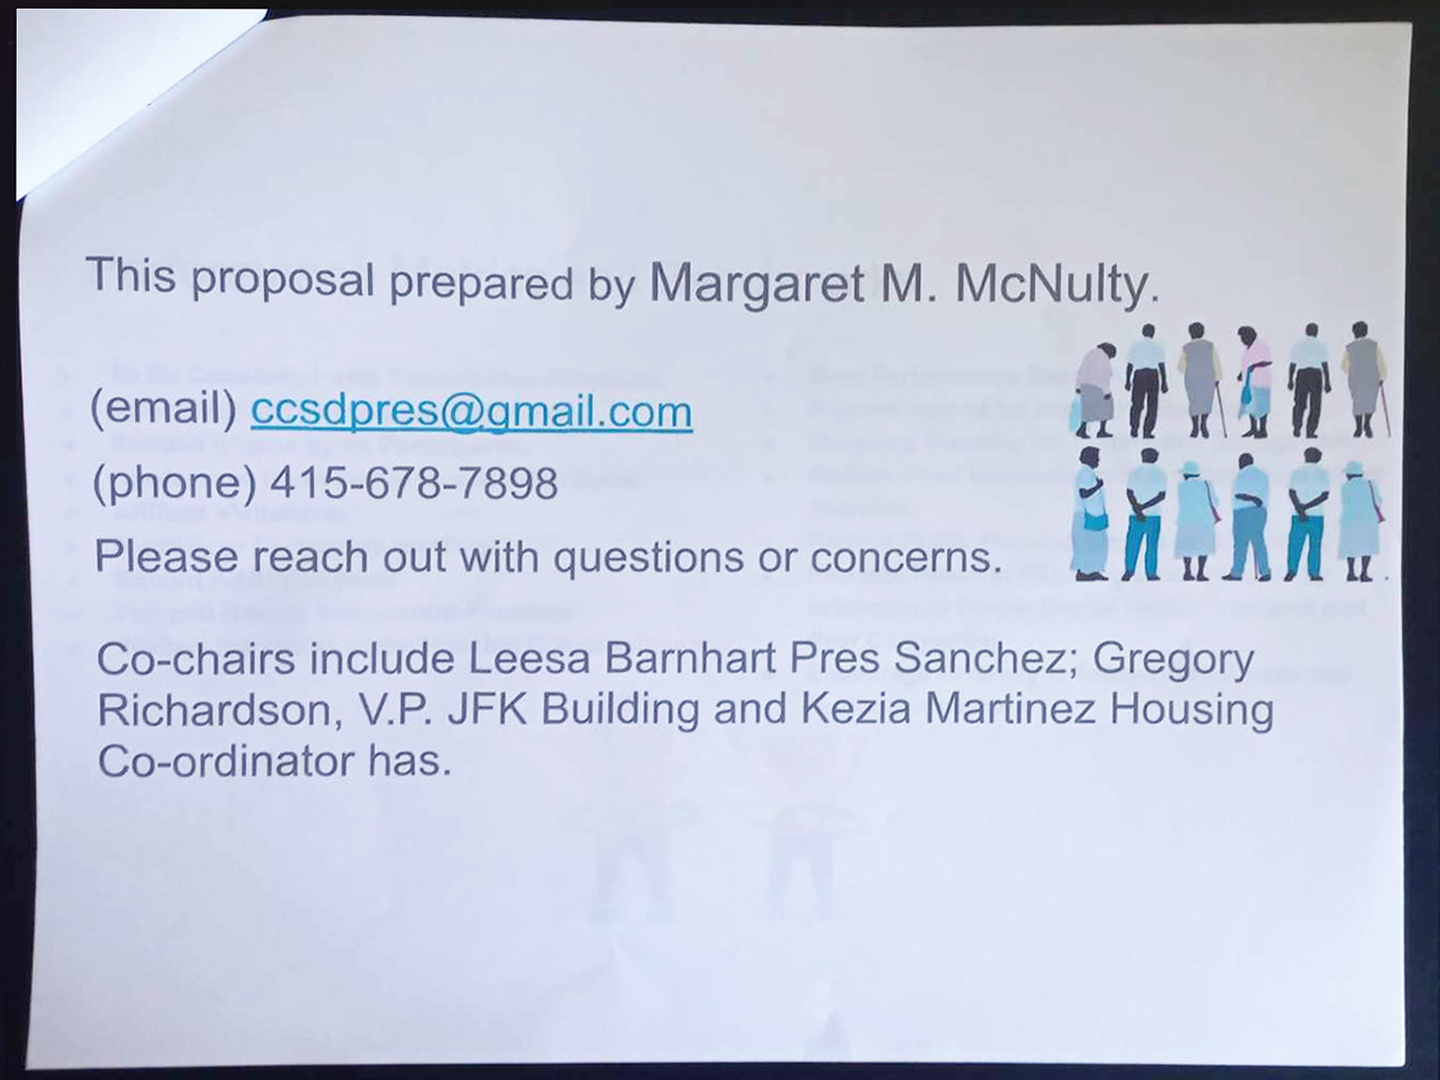 This proposal prepared by Margaret M. McNulty.
(email) ccsdpres@gmail.com
(phone) 415-678-7898
Please reach out with questions or concerns.
Co-chairs include Leesa Barnhart Pres Sanchez; Gregory
Richardson, V.P. JFK Building and Kezia Martinez Housing
Co-ordinator has.